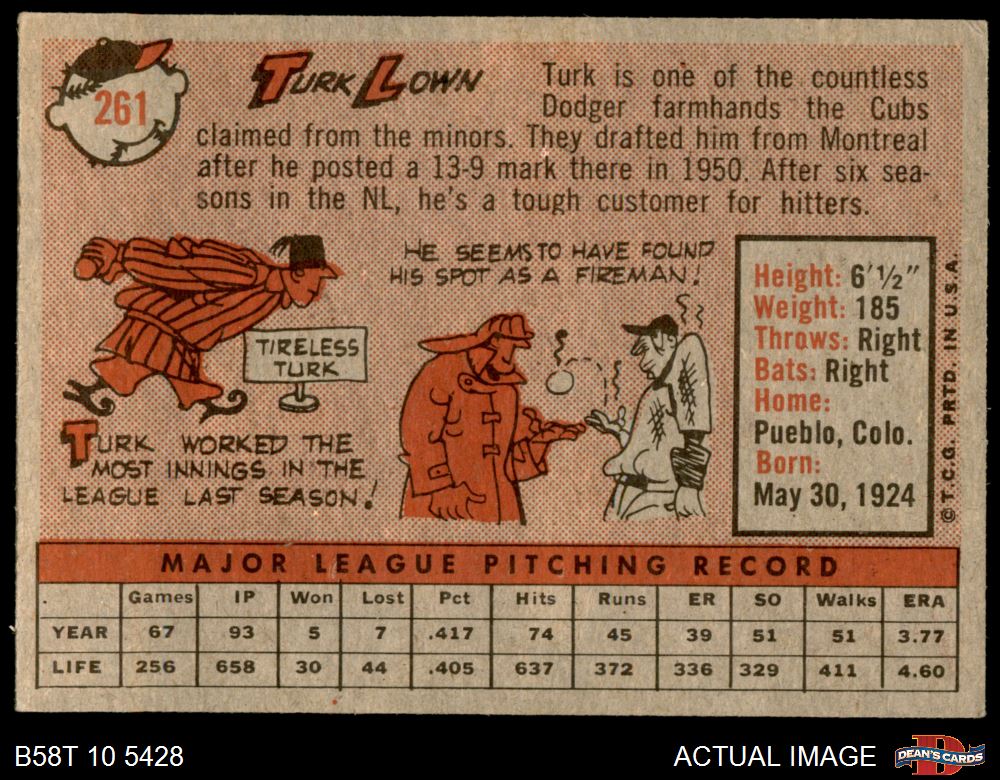 261
TURK LOWN
Turk is one of the countless
Dodger farmhands the Cubs
claimed from the minors. They drafted him from Montreal
after he posted a 13-9 mark there in 1950. After six sea-
sons in the NL, he's a tough customer for hitters.
TIRELESS
TURK
TURK WORKED THE
MOST INNINGS IN THE
LEAGUE LAST SEASON!
HE SEEMS TO HAVE FOUND
HIS SPOT AS A FIREMAN!
Height: 6'½"
Weight: 185
Throws: Right
Bats: Right
Home:
Pueblo, Colo.
Born:
May 30, 1924
© T.C.G. PRTD. IN U.S.A.
MAJOR LEAGUE PITCHING RECORD
Games IP Won Lost Pct Hits Runs ER SO Walks ERA
YEAR 67 93 5 7 .417 74 45 39 51 51 3.77
LIFE 256 658 30 44 .405 637 372 336 329 411 4.60
B58T 10 5428
ACTUAL IMAGE
D
DEAN'S CARDS